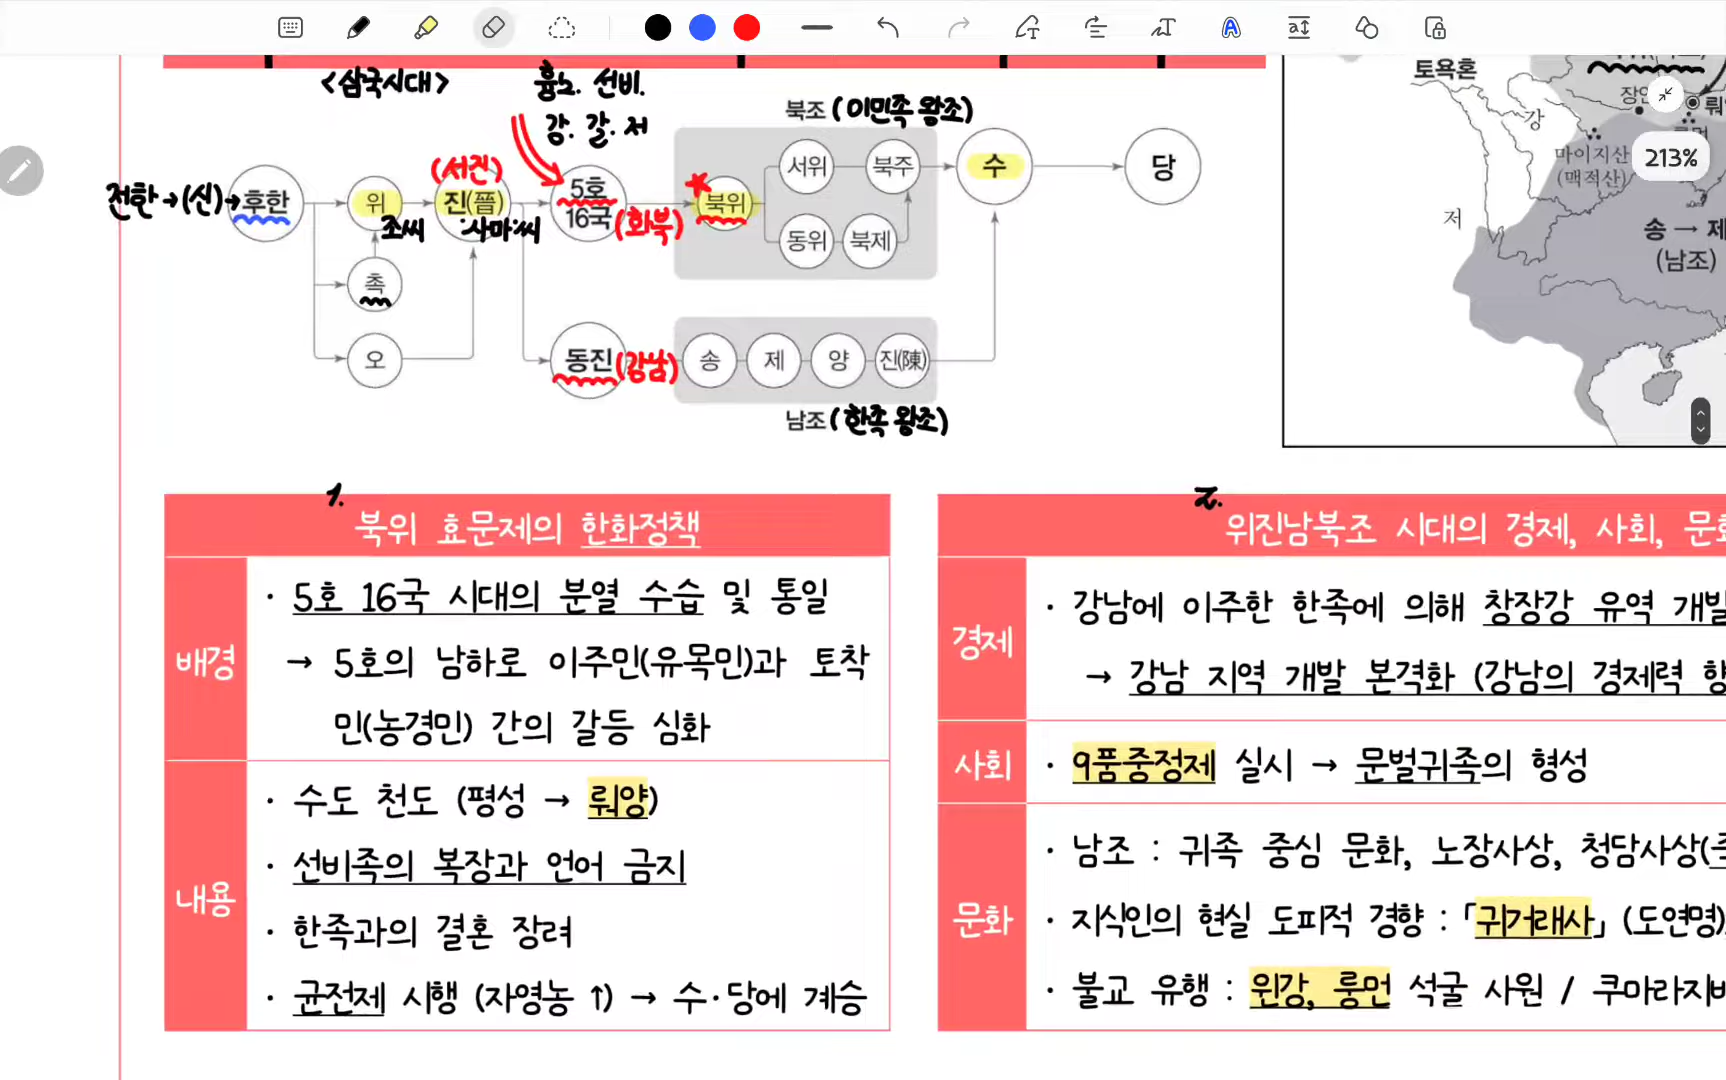 <삼국시대>
흉노. 선비.
강. 갈. 저
북조 (이민족 왕조)
전한→(신)→ 후한
위
조씨
(서진)
진(晉)
사마씨
5호
16국
(화북)
북위
서위
북주
동위
북제
수
당
촉
오
동진 (강남)
송
제
양
진(陳)
남조 (한족 왕조)
토욕혼
강
마이지산
(맥적산)
저
송 → 제
(남조)
213%
1.
북위 효문제의 한화정책
배경
· 5호 16국 시대의 분열 수습 및 통일
→ 5호의 남하로 이주민(유목민)과 토착
민(농경민) 간의 갈등 심화
내용
· 수도 천도 (평성 → 뤄양)
· 선비족의 복장과 언어 금지
· 한족과의 결혼 장려
· 균전제 시행 (자영농 ↑) → 수·당에 계승
2.
위진남북조 시대의 경제, 사회, 문화
경제
· 강남에 이주한 한족에 의해 창장강 유역 개발
→ 강남 지역 개발 본격화 (강남의 경제력
사회
· 9품중정제 실시 → 문벌귀족의 형성
문화
· 남조 : 귀족 중심 문화, 노장사상, 청담사상(
· 지식인의 현실 도피적 경향 : 「귀거래사」 (도연명)
· 불교 유행 : 윈강, 룽먼 석굴 사원 / 쿠마라지바